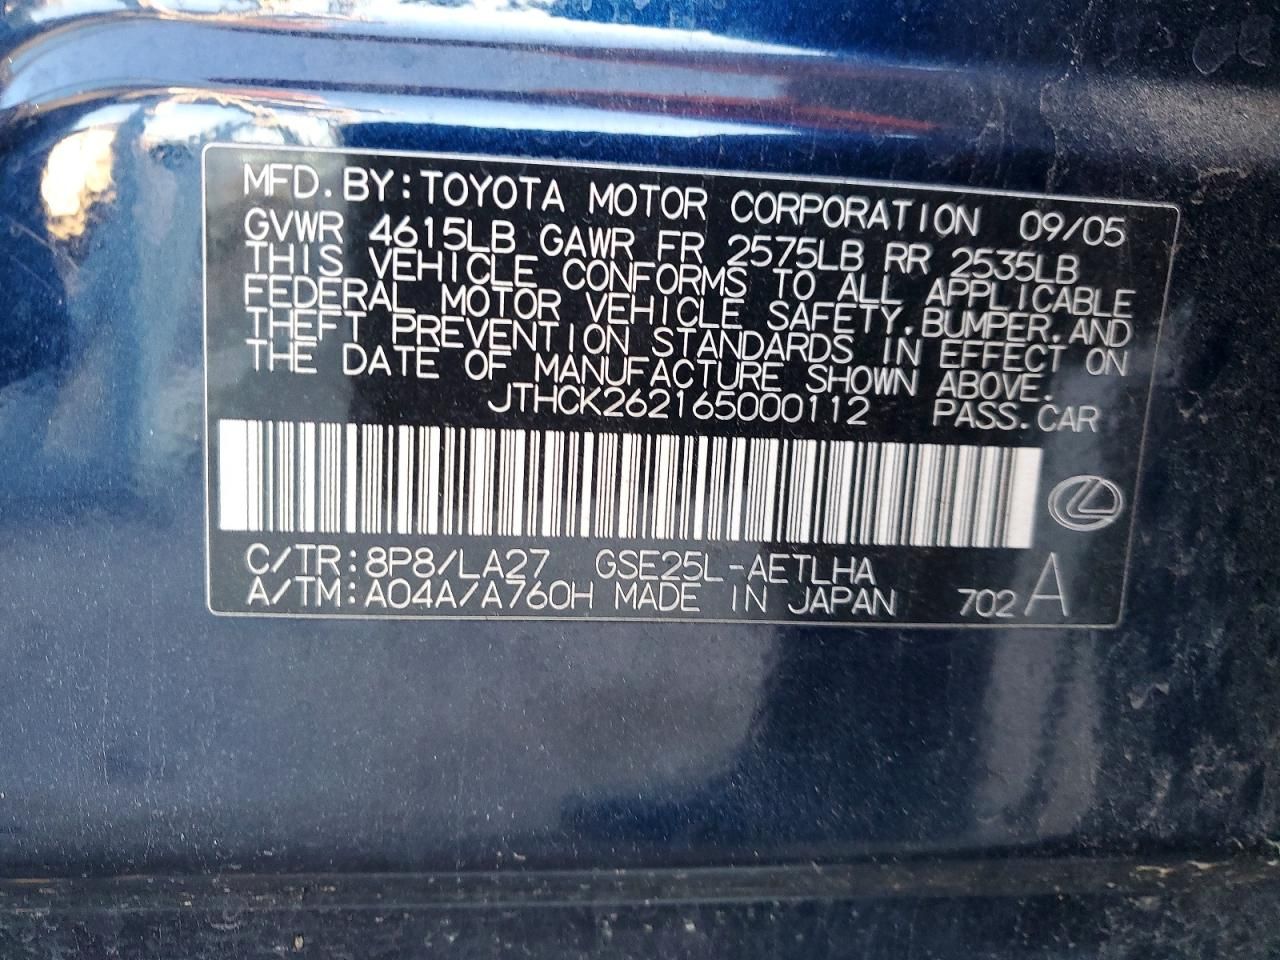 MFD. BY: TOYOTA MOTOR CORPORATION 09/05
GVWR 4615LB GAWR FR 2575LB RR 2535LB
THIS VEHICLE CONFORMS TO ALL APPLICABLE
FEDERAL MOTOR VEHICLE SAFETY, BUMPER, AND
THEFT PREVENTION STANDARDS IN EFFECT ON
THE DATE OF MANUFACTURE SHOWN ABOVE.
JTHCK262165000112 PASS. CAR
C/TR: 8P8/LA27 GSE25L-AETLHA
A/TM: A04A/A760H MADE IN JAPAN 702 A